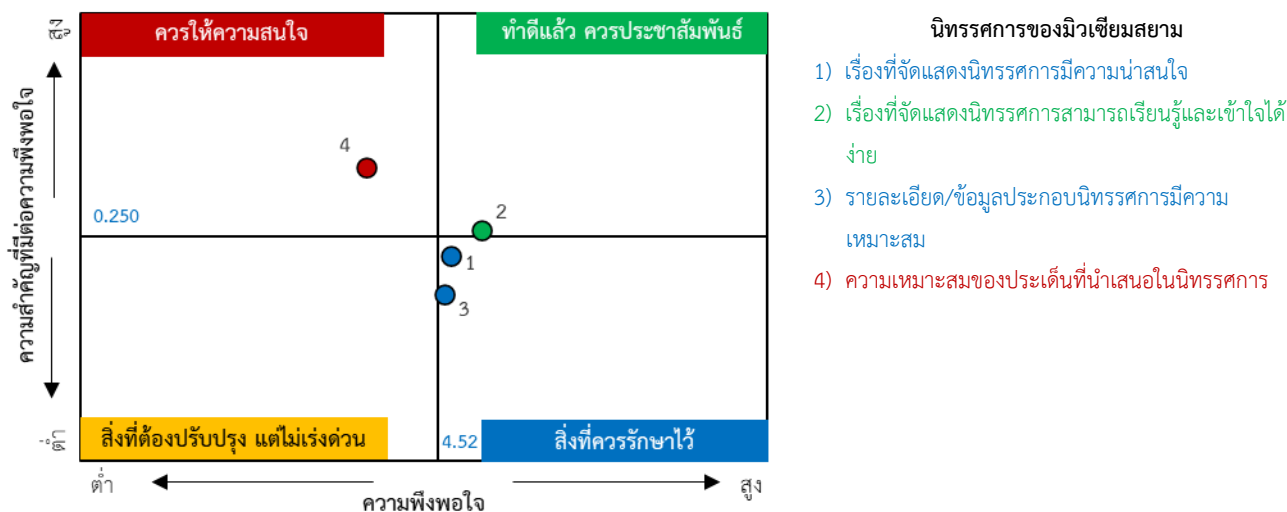 สูง
ควรให้ความสนใจ
ทำดีแล้ว ควรประชาสัมพันธ์
ความสำคัญที่มีต่อความพึงพอใจ
4
0.250
2
1
3
สิ่งที่ต้องปรับปรุง แต่ไม่เร่งด่วน
4.52
สิ่งที่ควรรักษาไว้
ต่ำ
ต่ำ
ความพึงพอใจ
สูง
นิทรรศการของมิวเซียมสยาม
1) เรื่องที่จัดแสดงนิทรรศการมีความน่าสนใจ
2) เรื่องที่จัดแสดงนิทรรศการสามารถเรียนรู้และเข้าใจได้
ง่าย
3) รายละเอียด/ข้อมูลประกอบนิทรรศการมีความ
เหมาะสม
4) ความเหมาะสมของประเด็นที่นำเสนอในนิทรรศการ